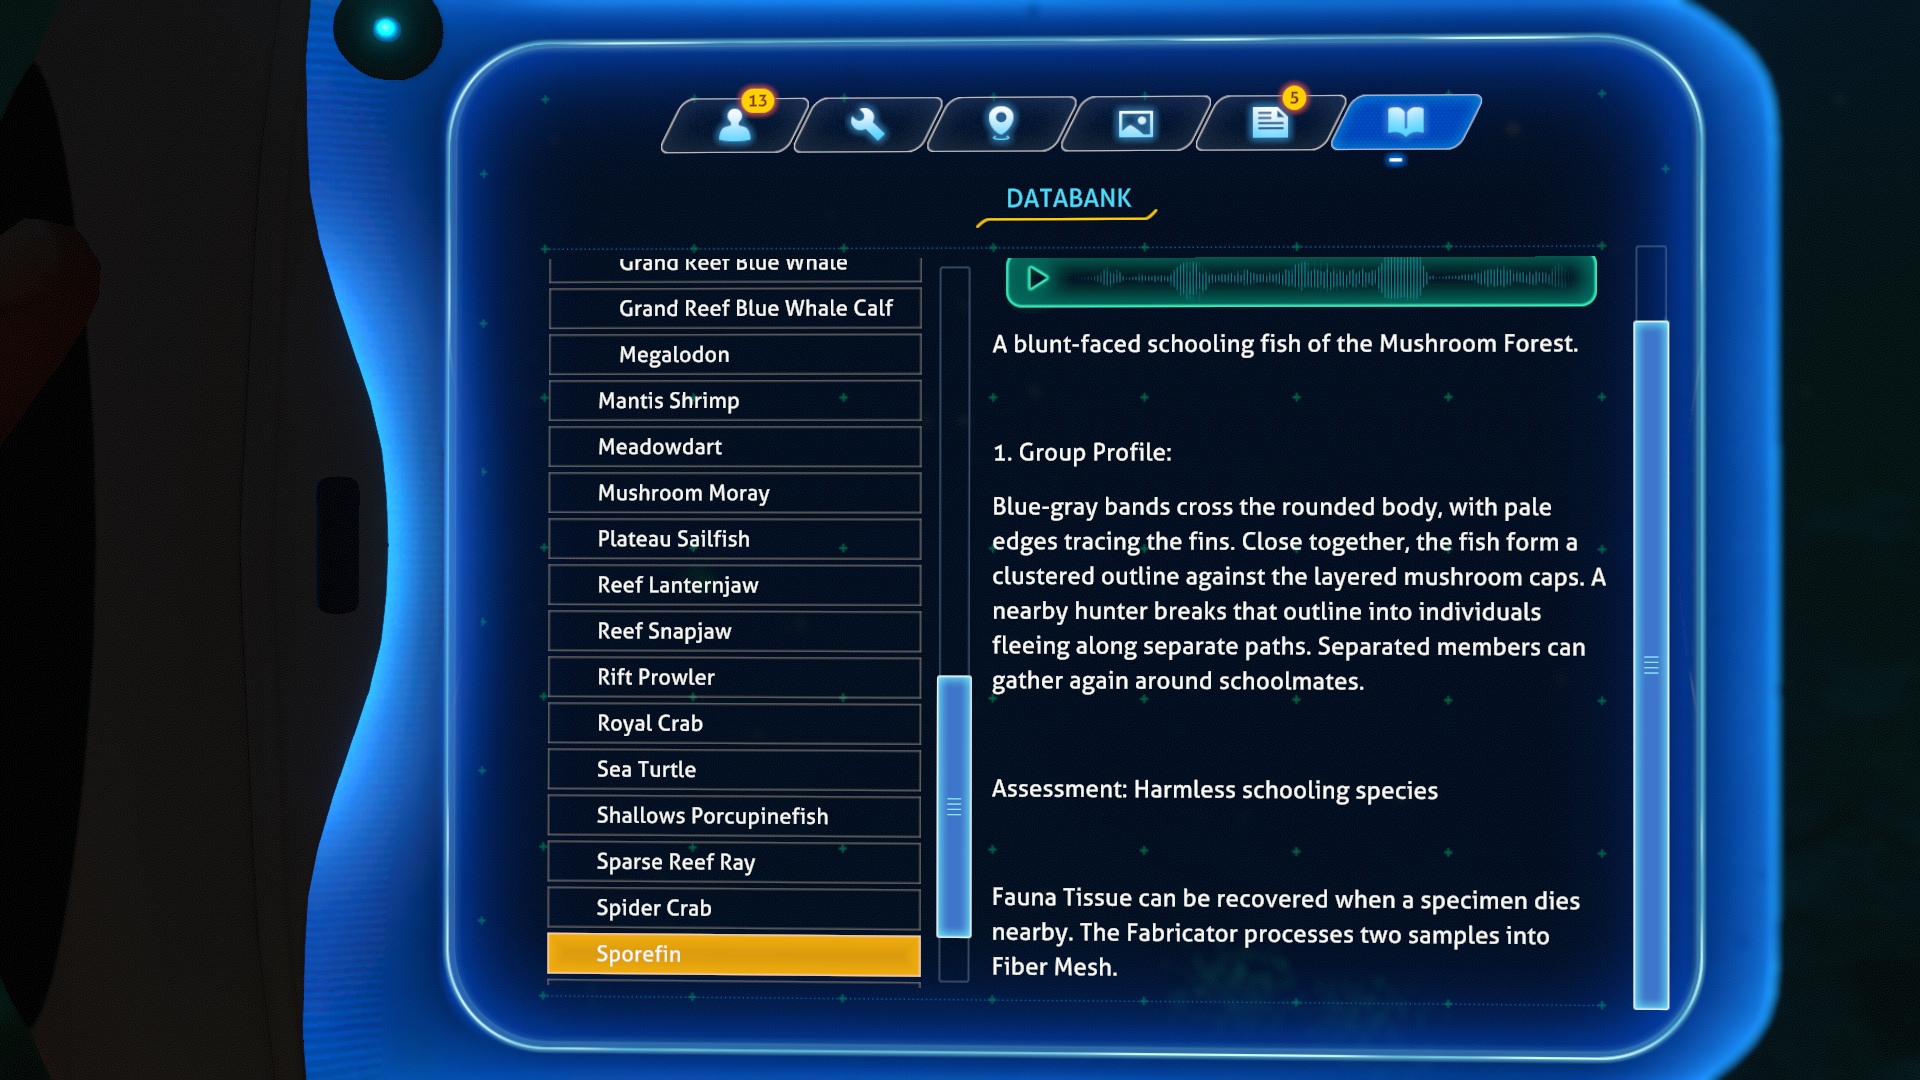 13
5
DATABANK
Grand Reef Blue Whale
Grand Reef Blue Whale Calf
Megalodon
Mantis Shrimp
Meadowdart
Mushroom Moray
Plateau Sailfish
Reef Lanternjaw
Reef Snapjaw
Rift Prowler
Royal Crab
Sea Turtle
Shallows Porcupinefish
Sparse Reef Ray
Spider Crab
Sporefin
A blunt-faced schooling fish of the Mushroom Forest.
1. Group Profile:
Blue-gray bands cross the rounded body, with pale
edges tracing the fins. Close together, the fish form a
clustered outline against the layered mushroom caps. A
nearby hunter breaks that outline into individuals
fleeing along separate paths. Separated members can
gather again around schoolmates.
Assessment: Harmless schooling species
Fauna Tissue can be recovered when a specimen dies
nearby. The Fabricator processes two samples into
Fiber Mesh.